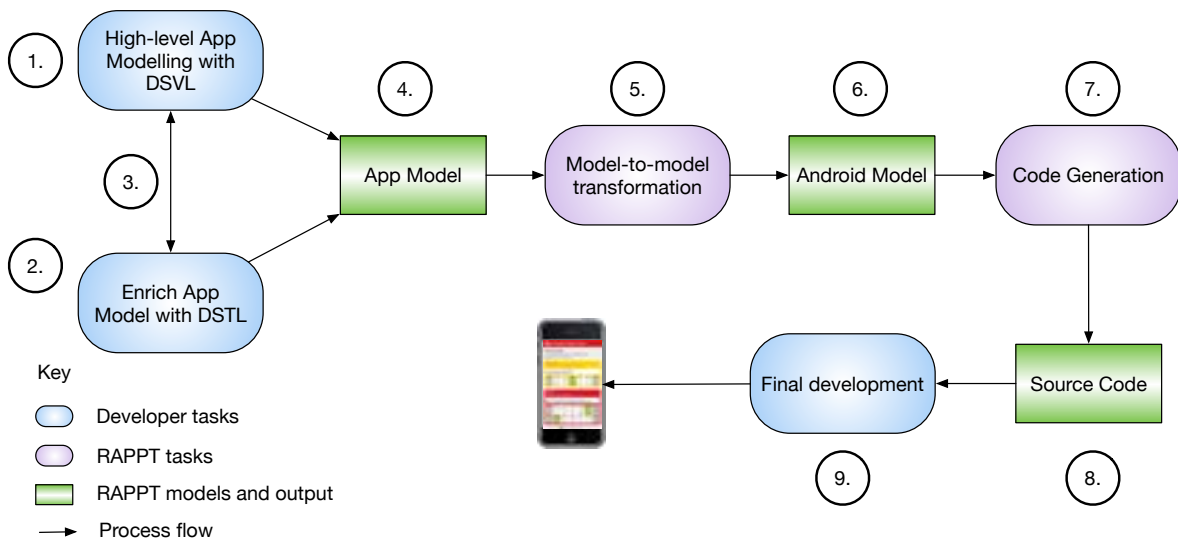 1.
High-level App
Modelling with
DSVL
2.
Enrich App
Model with DSTL
3.
4.
App Model
5.
Model-to-model
transformation
6.
Android Model
7.
Code Generation
Source Code
8.
Final development
9.
Key
Developer tasks
RAPPT tasks
RAPPT models and output
Process flow